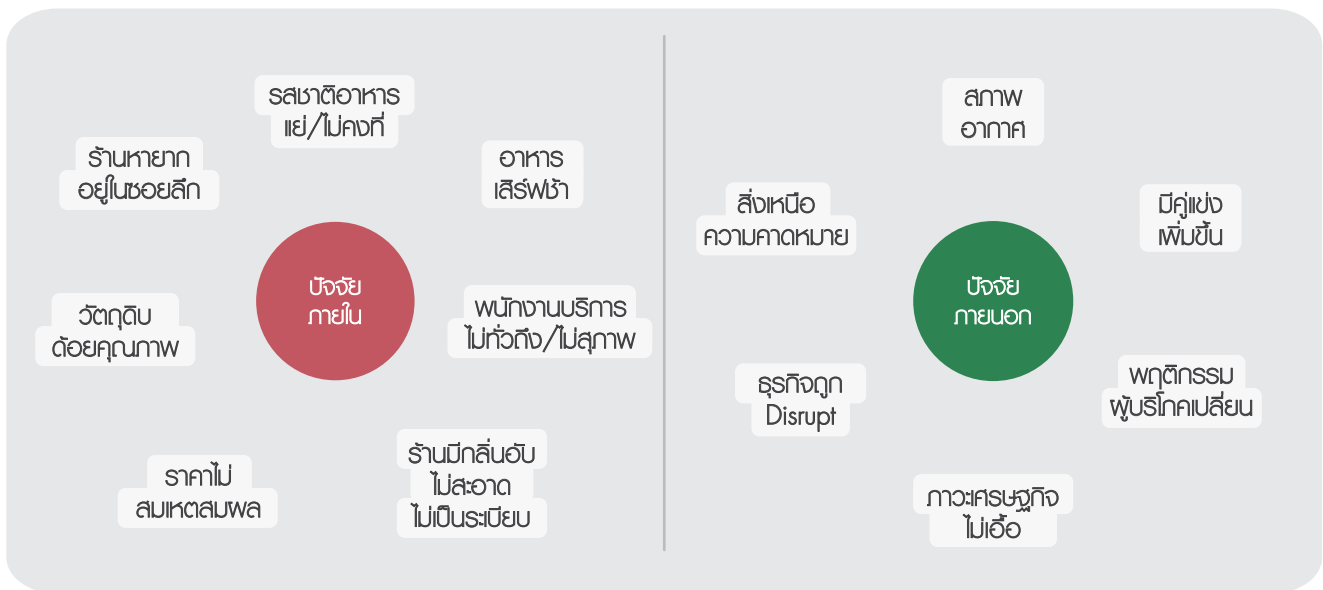 รสชาติอาหาร
แย่/ไม่คงที่
ร้านหายาก
อยู่ในซอยลึก
อาหาร
เสิร์ฟช้า
ปัจจัย
ภายใน
วัตถุดิบ
ด้อยคุณภาพ
พนักงานบริการ
ไม่ทั่วถึง/ไม่สุภาพ
ราคาไม่
สมเหตสมผล
ร้านมีกลิ่นอับ
ไม่สะอาด
ไม่เป็นระเบียบ
สภาพ
อากาศ
สิ่งเหนือ
ความคาดหมาย
มีคู่แข่ง
เพิ่มขึ้น
ปัจจัย
ภายนอก
ธุรกิจถูก
Disrupt
พฤติกรรม
ผู้บริโภคเปลี่ยน
ภาวะเศรษฐกิจ
ไม่เอื้อ